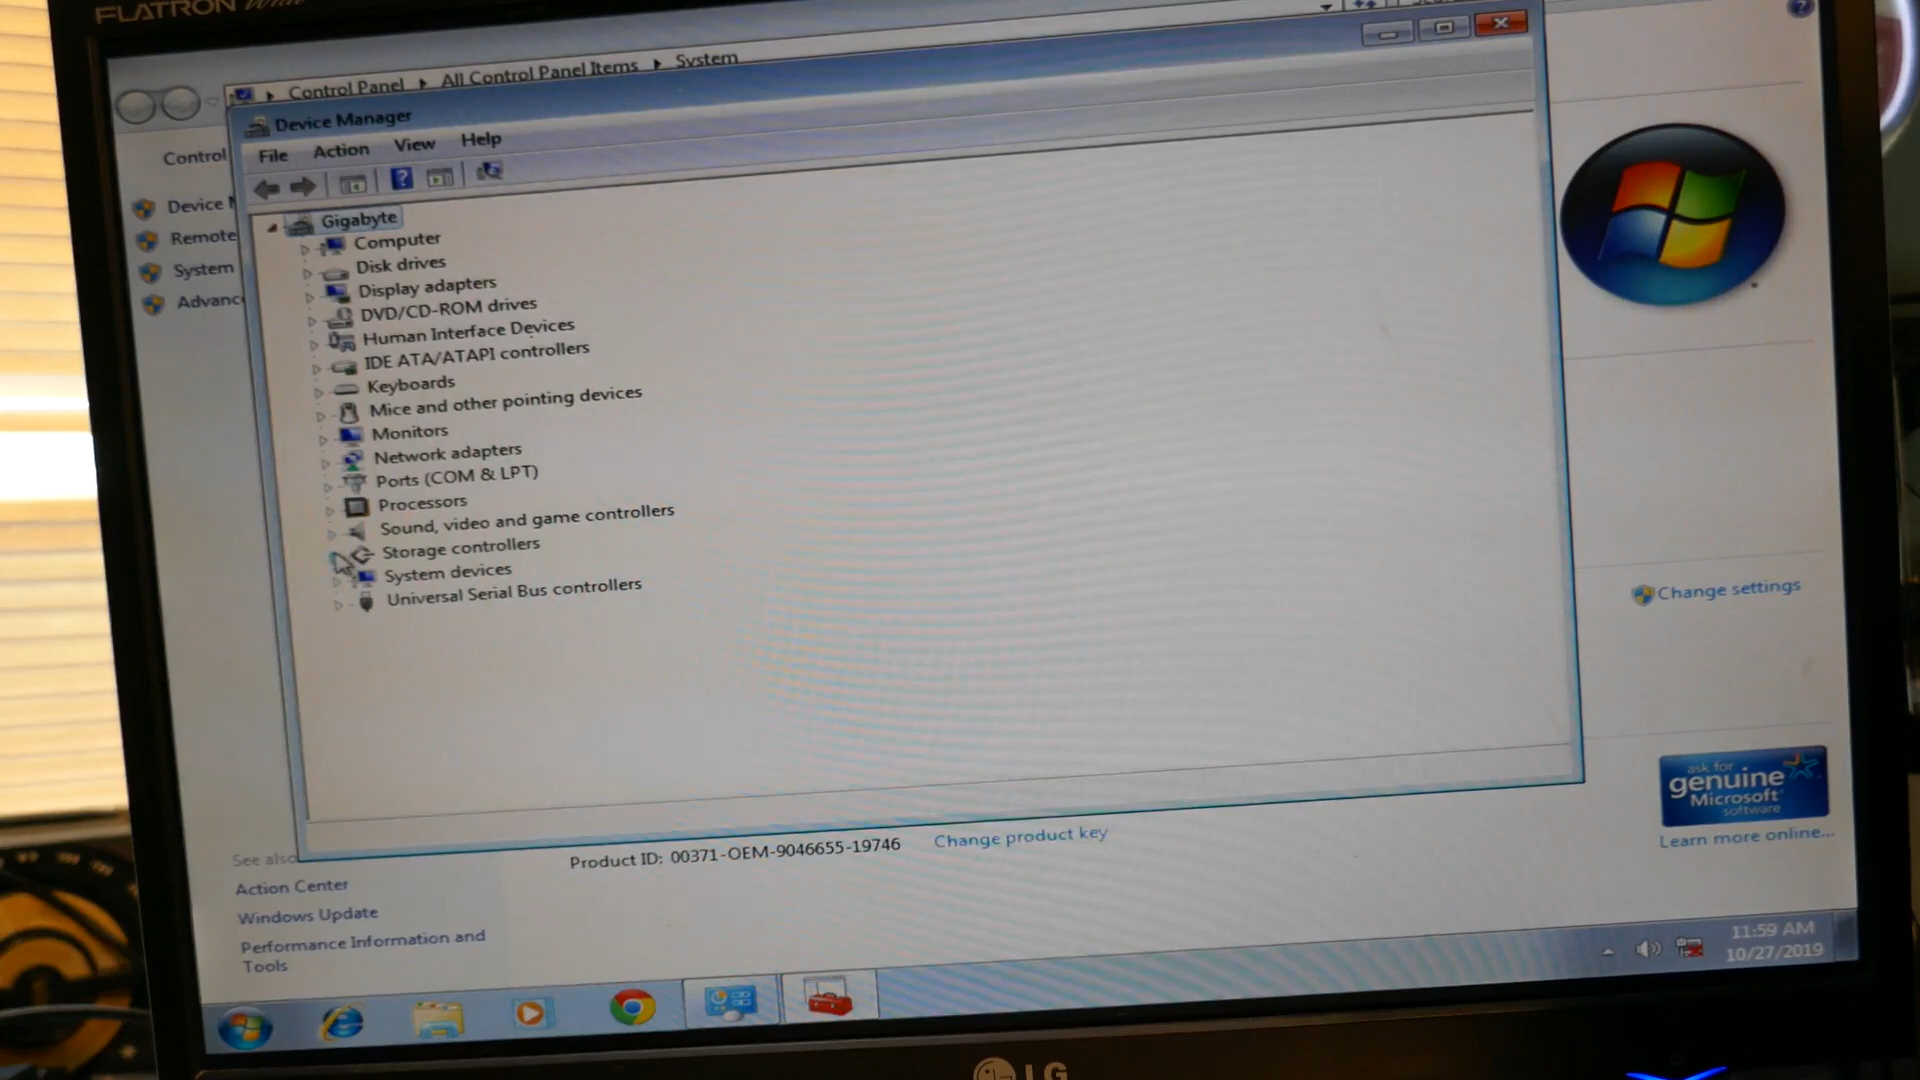 FLATRON Wide
Control Panel ▸ All Control Panel Items ▸ System
Device Manager
File Action View Help
Control
Device M
Remote
System
Advanc
Gigabyte
Computer
Disk drives
Display adapters
DVD/CD-ROM drives
Human Interface Devices
IDE ATA/ATAPI controllers
Keyboards
Mice and other pointing devices
Monitors
Network adapters
Ports (COM & LPT)
Processors
Sound, video and game controllers
Storage controllers
System devices
Universal Serial Bus controllers
Change settings
ask for
genuine
Microsoft
software
Learn more online...
Product ID: 00371-OEM-9046655-19746
Change product key
See also
Action Center
Windows Update
Performance Information and
Tools
11:59 AM
10/27/2019
LG